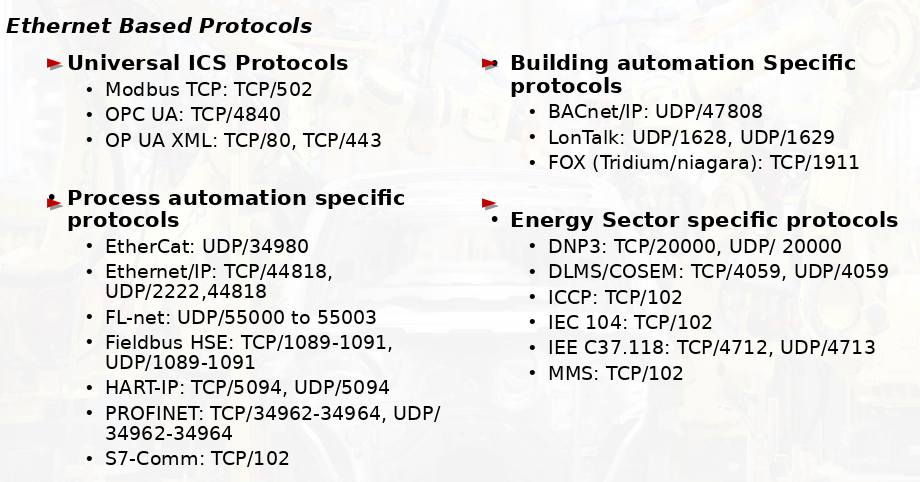 Ethernet Based Protocols
Universal ICS Protocols
• Modbus TCP: TCP/502
• OPC UA: TCP/4840
• OP UA XML: TCP/80, TCP/443
• Process automation specific
protocols
• EtherCat: UDP/34980
• Ethernet/IP: TCP/44818,
UDP/2222,44818
• FL-net: UDP/55000 to 55003
• Fieldbus HSE: TCP/1089-1091,
UDP/1089-1091
• HART-IP: TCP/5094, UDP/5094
• PROFINET: TCP/34962-34964, UDP/
34962-34964
• S7-Comm: TCP/102
• Building automation Specific
protocols
• BACnet/IP: UDP/47808
• LonTalk: UDP/1628, UDP/1629
• FOX (Tridium/niagara): TCP/1911
• Energy Sector specific protocols
• DNP3: TCP/20000, UDP/ 20000
• DLMS/COSEM: TCP/4059, UDP/4059
• ICCP: TCP/102
• IEC 104: TCP/102
• IEE C37.118: TCP/4712, UDP/4713
• MMS: TCP/102